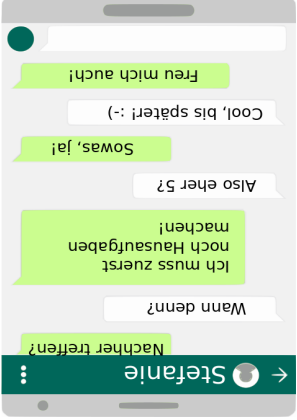 Stefanie
Nachher treffen?
Wann denn?
Ich muss zuerst
noch Hausaufgaben
machen!
Also eher 5?
Sowas, ja!
Cool, bis später! :-)
Freu mich auch!